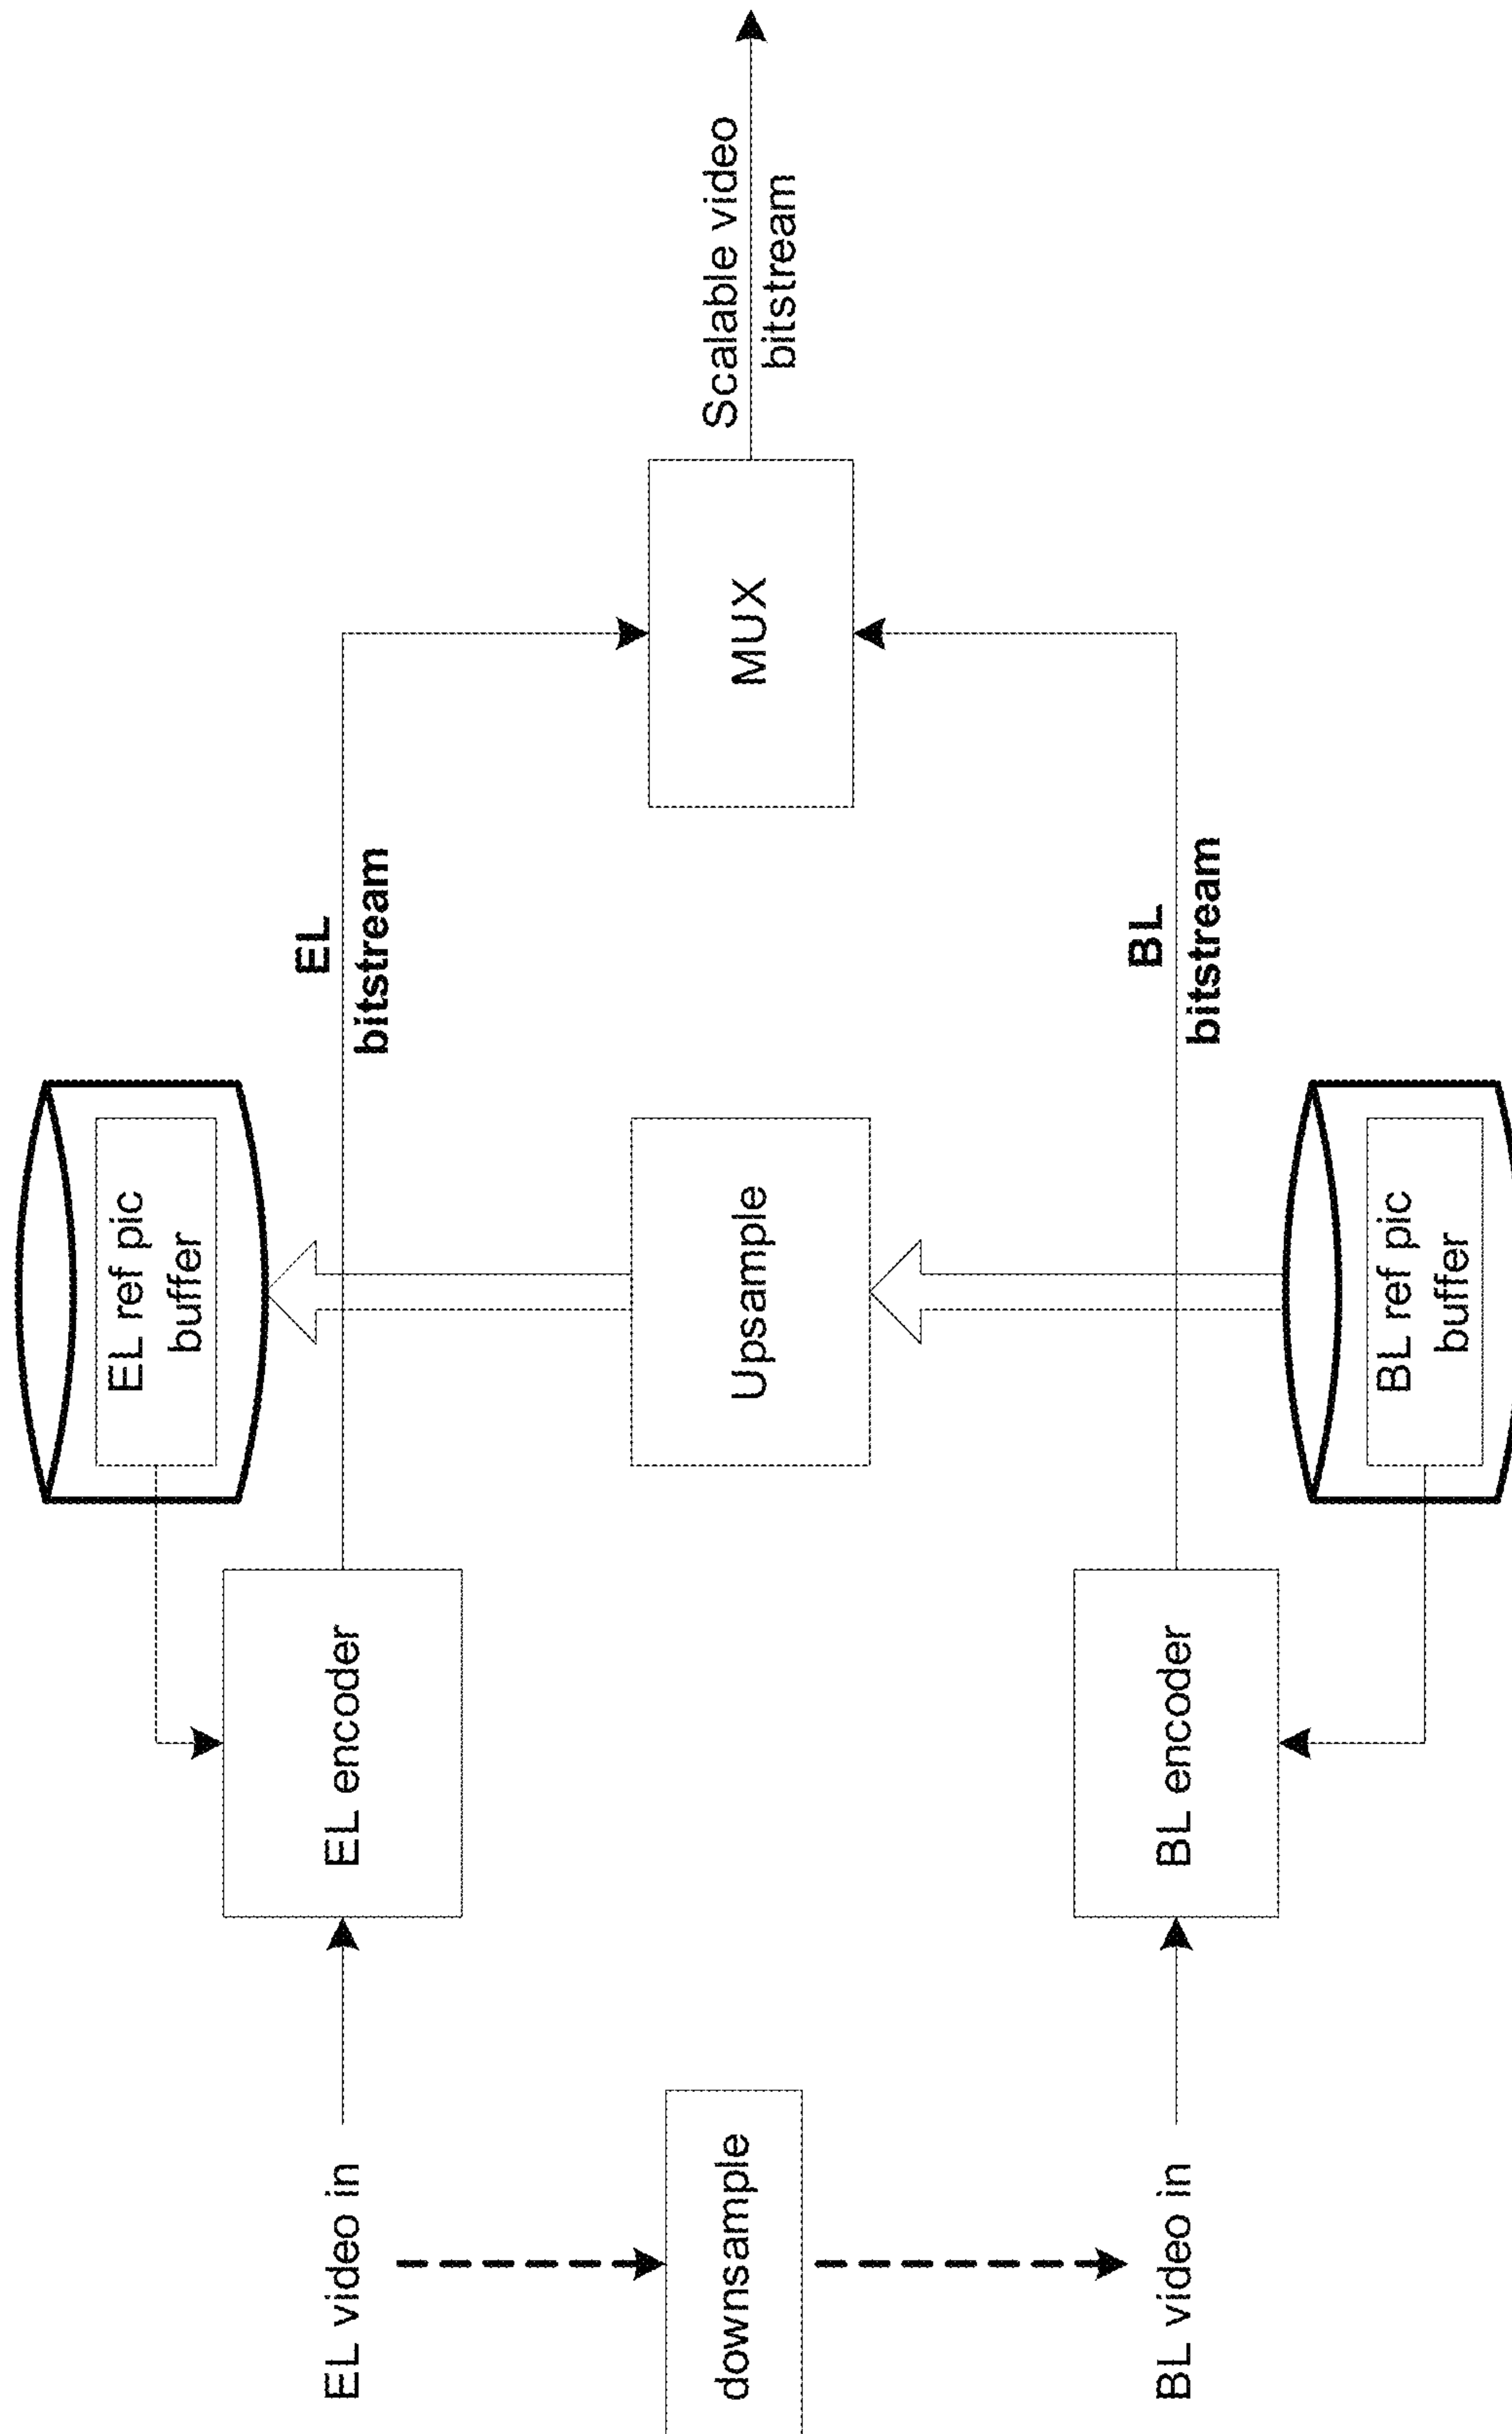 EL video in
downsample
BL video in
EL encoder
BL encoder
EL ref pic
buffer
Upsample
BL ref pic
buffer
EL
bitstream
BL
bitstream
MUX
Scalable video
bitstream